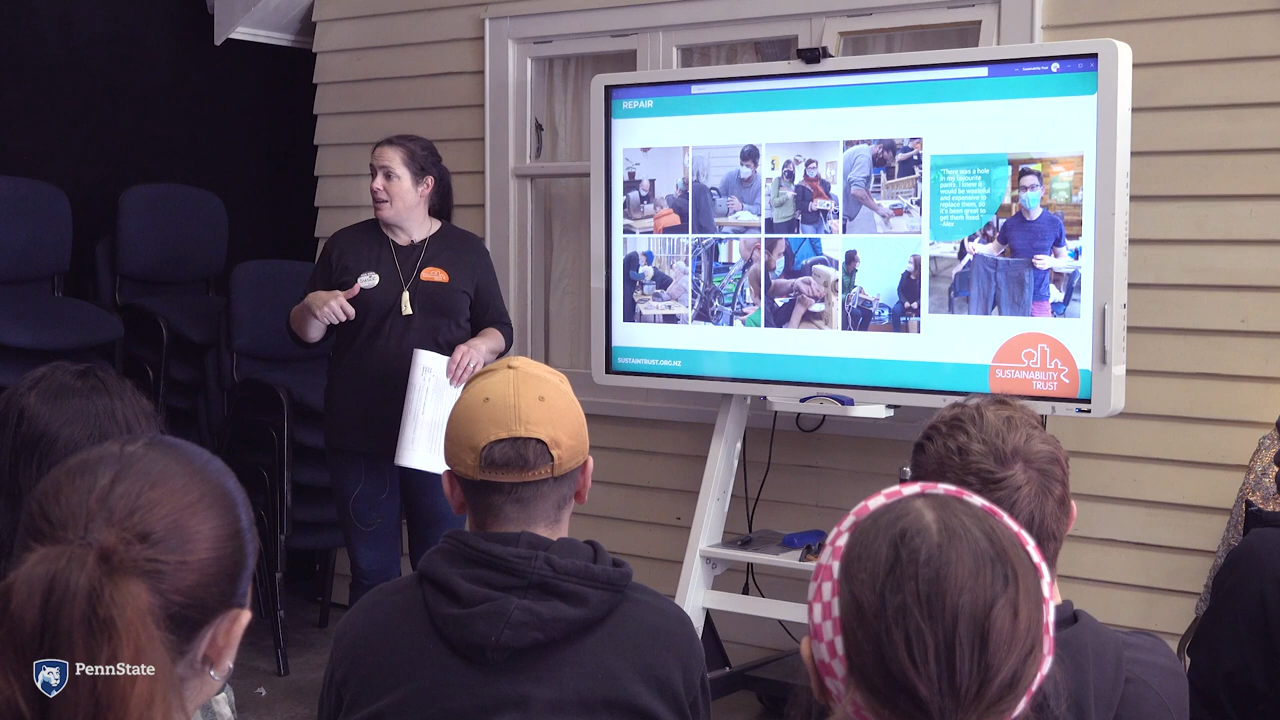 REPAIR
"There was a hole
in my favourite
pants. I knew it
would be wasteful
and expensive to
replace them, so
it's been great to
get them fixed."
-Alex
SUSTAINTRUST.ORG.NZ
SUSTAINABILITY
TRUST
PennState